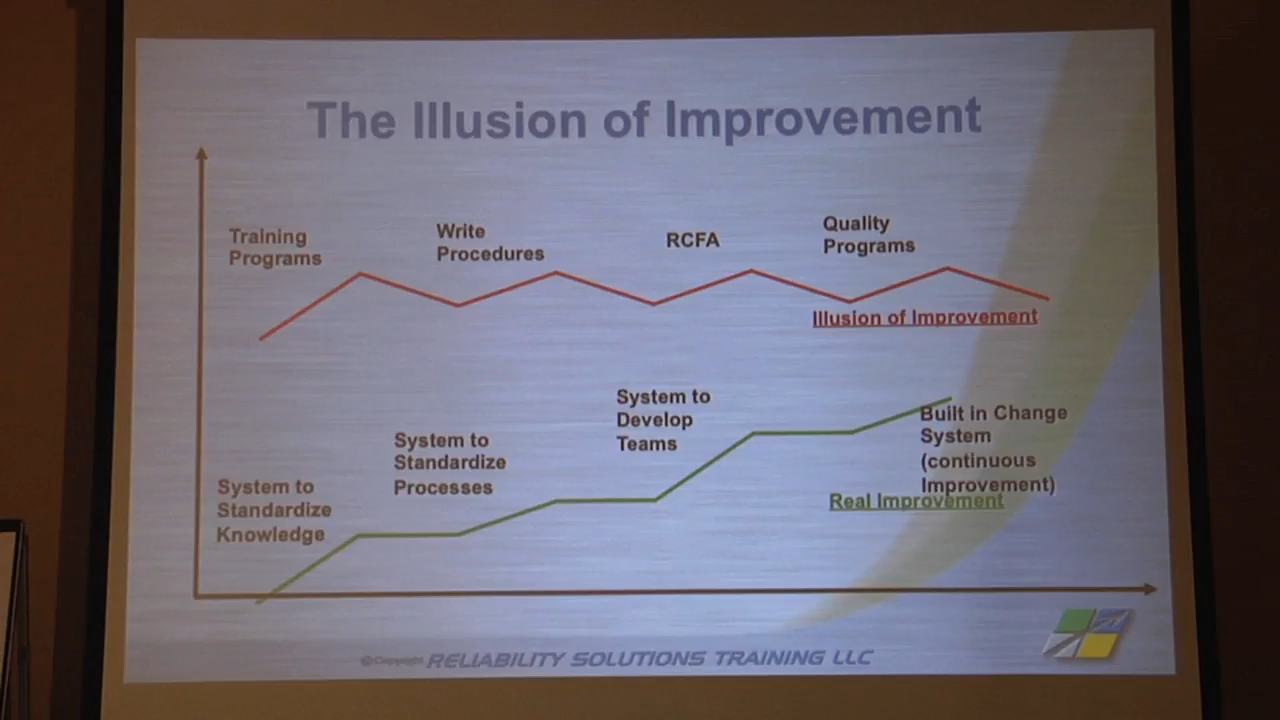 The Illusion of Improvement
Training
Programs
Write
Procedures
RCFA
Quality
Programs
Illusion of Improvement
System to
Standardize
Knowledge
System to
Standardize
Processes
System to
Develop
Teams
Built in Change
System
(continuous
Improvement)
Real Improvement
©Copyright RELIABILITY SOLUTIONS TRAINING LLC